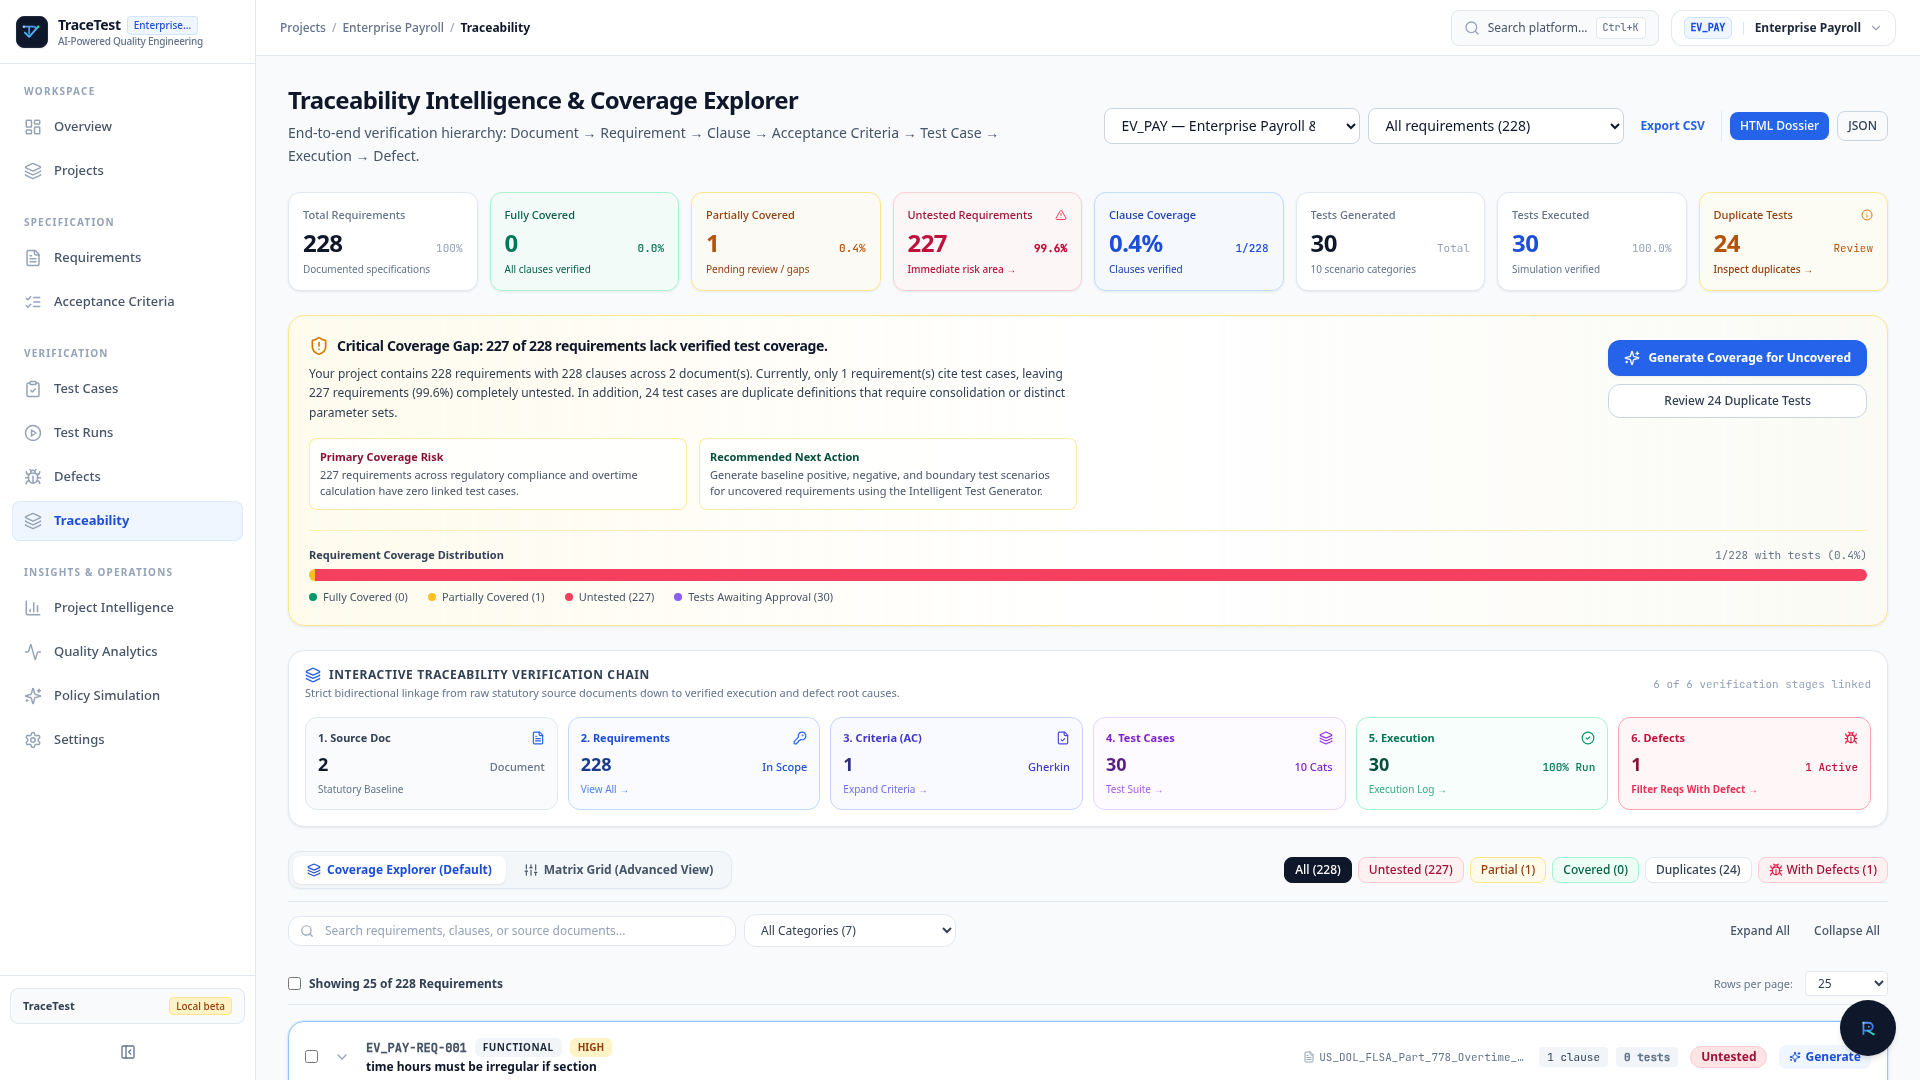 TraceTest
Enterprise...
AI-Powered Quality Engineering
WORKSPACE
Overview
Projects
SPECIFICATION
Requirements
Acceptance Criteria
VERIFICATION
Test Cases
Test Runs
Defects
Traceability
INSIGHTS & OPERATIONS
Project Intelligence
Quality Analytics
Policy Simulation
Settings
TraceTest
Local beta
Projects / Enterprise Payroll / Traceability
Search platform...
Ctrl+K
EV_PAY
Enterprise Payroll
Traceability Intelligence & Coverage Explorer
End-to-end verification hierarchy: Document → Requirement → Clause → Acceptance Criteria → Test Case →
Execution → Defect.
EV_PAY — Enterprise Payroll &
All requirements (228)
Export CSV
HTML Dossier
JSON
Total Requirements
228
100%
Documented specifications
Fully Covered
0
0.0%
All clauses verified
Partially Covered
1
0.4%
Pending review / gaps
Untested Requirements
227
99.6%
Immediate risk area →
Clause Coverage
0.4%
1/228
Clauses verified
Tests Generated
30
Total
10 scenario categories
Tests Executed
30
100.0%
Simulation verified
Duplicate Tests
24
Review
Inspect duplicates →
Critical Coverage Gap: 227 of 228 requirements lack verified test coverage.
Your project contains 228 requirements with 228 clauses across 2 document(s). Currently, only 1 requirement(s) cite test cases, leaving
227 requirements (99.6%) completely untested. In addition, 24 test cases are duplicate definitions that require consolidation or distinct
parameter sets.
Generate Coverage for Uncovered
Review 24 Duplicate Tests
Primary Coverage Risk
227 requirements across regulatory compliance and overtime
calculation have zero linked test cases.
Recommended Next Action
Generate baseline positive, negative, and boundary test scenarios
for uncovered requirements using the Intelligent Test Generator.
Requirement Coverage Distribution
1/228 with tests (0.4%)
Fully Covered (0)
Partially Covered (1)
Untested (227)
Tests Awaiting Approval (30)
INTERACTIVE TRACEABILITY VERIFICATION CHAIN
Strict bidirectional linkage from raw statutory source documents down to verified execution and defect root causes.
6 of 6 verification stages linked
1. Source Doc
2
Document
Statutory Baseline
2. Requirements
228
In Scope
View All →
3. Criteria (AC)
1
Gherkin
Expand Criteria →
4. Test Cases
30
10 Cats
Test Suite →
5. Execution
30
100% Run
Execution Log →
6. Defects
1
1 Active
Filter Reqs With Defect →
Coverage Explorer (Default)
Matrix Grid (Advanced View)
All (228)
Untested (227)
Partial (1)
Covered (0)
Duplicates (24)
With Defects (1)
Search requirements, clauses, or source documents...
All Categories (7)
Expand All
Collapse All
Showing 25 of 228 Requirements
Rows per page:
25
EV_PAY-REQ-001
FUNCTIONAL
HIGH
time hours must be irregular if section
US_DOL_FLSA_Part_778_Overtime_…
1 clause
0 tests
Untested
Generate